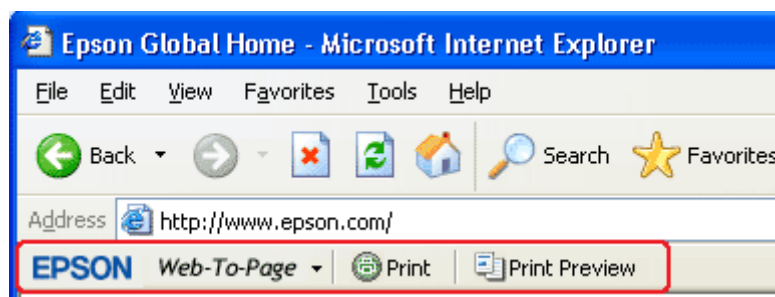 Epson Global Home - Microsoft Internet Explorer
File Edit View Favorites Tools Help
Back Search Favorites
Address http://www.epson.com/
EPSON Web-To-Page Print Print Preview